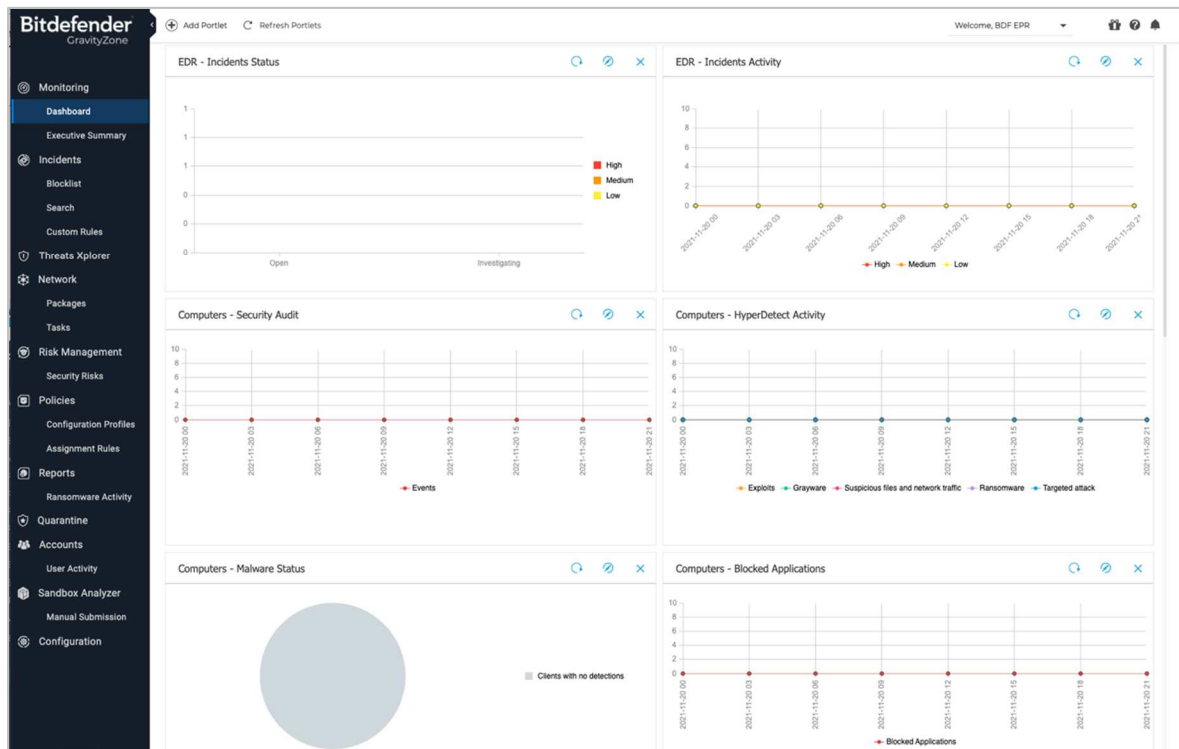 Bitdefender
GravityZone
Monitoring
Dashboard
Executive Summary
Incidents
Blocklist
Search
Custom Rules
Threats Xplorer
Network
Packages
Tasks
Risk Management
Security Risks
Policies
Configuration Profiles
Assignment Rules
Reports
Ransomware Activity
Quarantine
Accounts
User Activity
Sandbox Analyzer
Manual Submission
Configuration
Add Portlet Refresh Portlets Welcome, BDF EPR
EDR - Incidents Status
1
1
1
0
0
0
Open Investigating
High
Medium
Low
EDR - Incidents Activity
10
8
6
4
2
0
2021-11-20 00 2021-11-20 03 2021-11-20 06 2021-11-20 09 2021-11-20 12 2021-11-20 15 2021-11-20 18 2021-11-20 2
High Medium Low
Computers - Security Audit
10
8
6
4
2
0
2021-11-20 00 2021-11-20 03 2021-11-20 06 2021-11-20 09 2021-11-20 12 2021-11-20 15 2021-11-20 18 2021-11-20 21
Events
Computers - HyperDetect Activity
10
8
6
4
2
0
2021-11-20 00 2021-11-20 03 2021-11-20 06 2021-11-20 09 2021-11-20 12 2021-11-20 15 2021-11-20 18 2021-11-20 21
Exploits Grayware Suspicious files and network traffic Ransomware Targeted attack
Computers - Malware Status
Clients with no detections
Computers - Blocked Applications
10
8
6
4
2
0
2021-11-20 00 2021-11-20 03 2021-11-20 06 2021-11-20 09 2021-11-20 12 2021-11-20 15 2021-11-20 18 2021-11-20 21
Blocked Applications